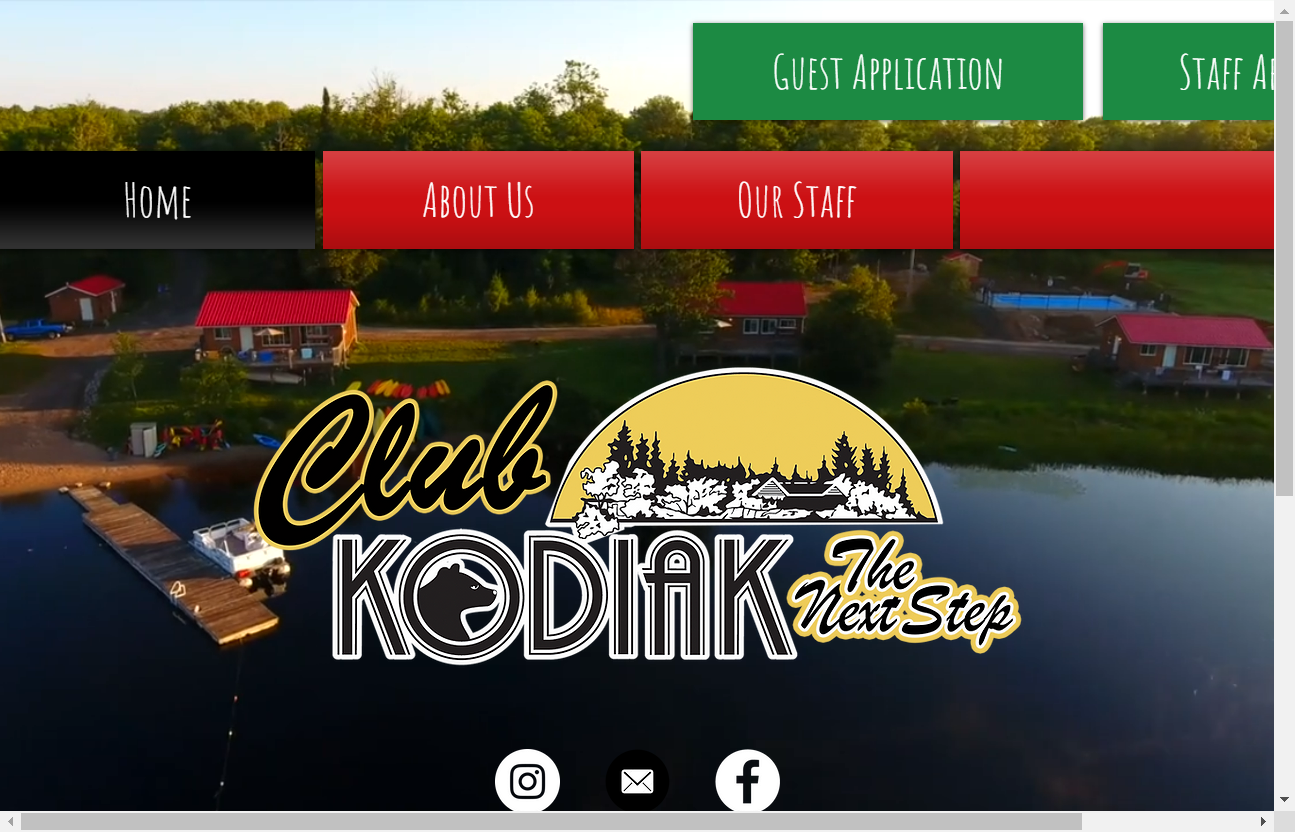 Guest Application
Staff
Home
About Us
Our Staff
Club
KODIAK
The
Next Step